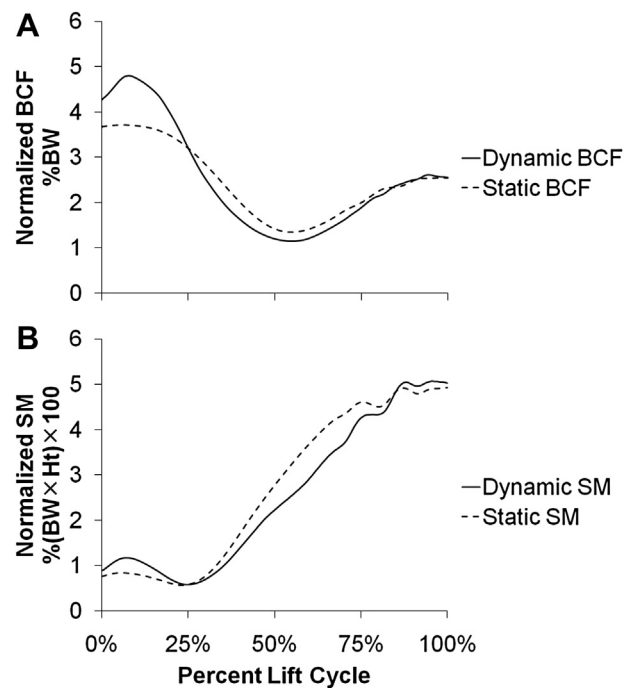 A
Normalized BCF
%BW
6
5
4
3
2
1
0
Dynamic BCF
Static BCF
B
Normalized SM
%(BW×Ht)×100
6
5
4
3
2
1
0
Dynamic SM
Static SM
0% 25% 50% 75% 100%
Percent Lift Cycle